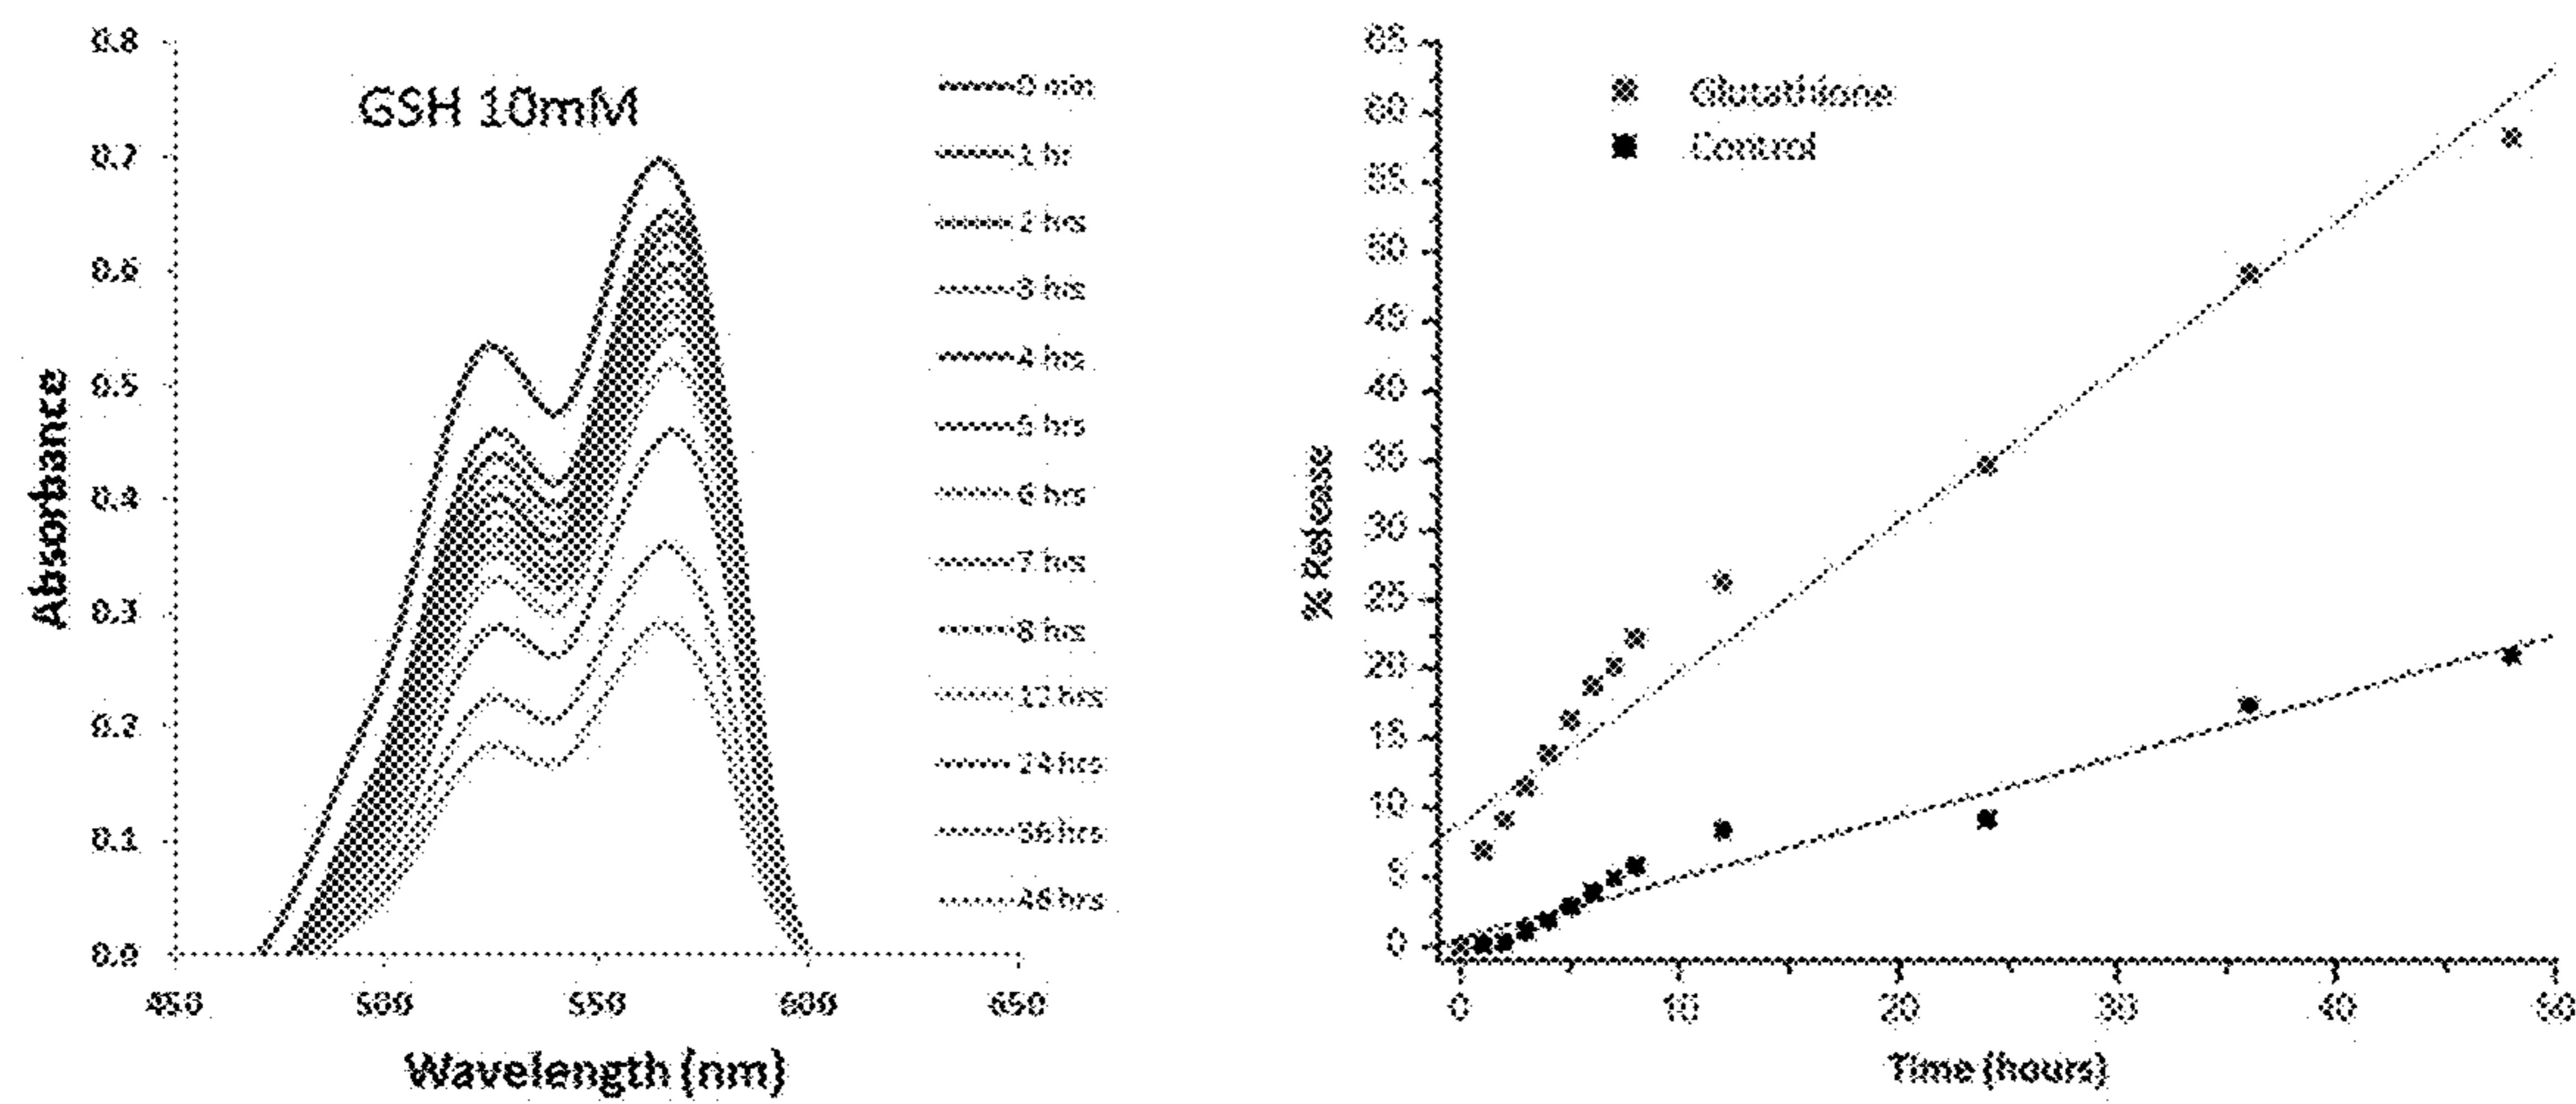 GSH 10mM
0.8
0.7
0.6
0.5
0.4
0.3
0.2
0.1
0.0
Absorbance
450 500 550 600 650
Wavelength (nm)
0 min
1 hr
2 hrs
3 hrs
4 hrs
5 hrs
6 hrs
7 hrs
8 hrs
12 hrs
24 hrs
36 hrs
48 hrs
Glutathione
Control
65
60
55
50
45
40
35
30
25
20
15
10
5
0
% Release
0 10 20 30 40 50
Time (hours)